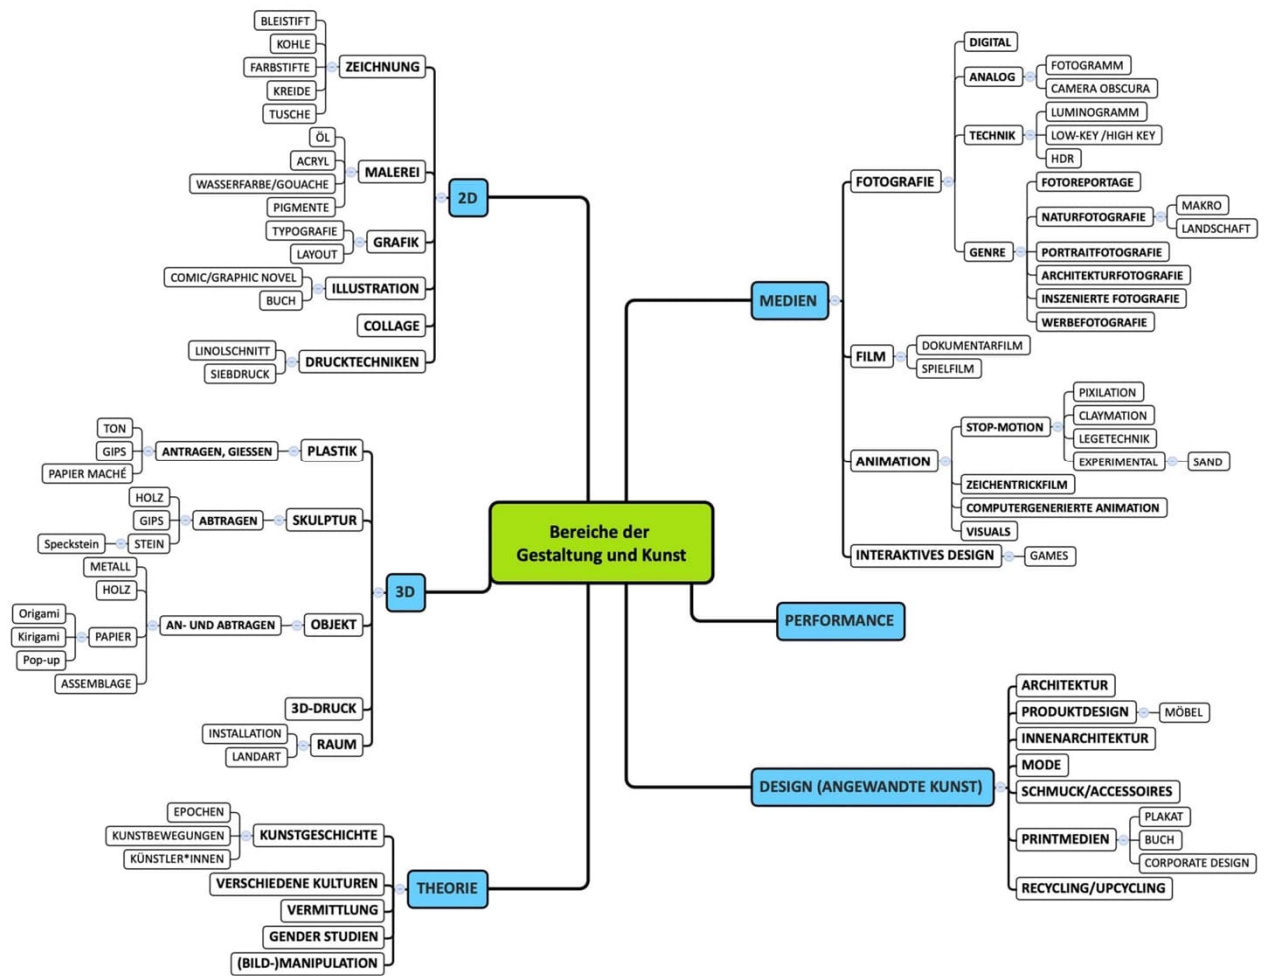 BLEISTIFT
KOHLE
FARBSTIFTE
KREIDE
TUSCHE
ZEICHNUNG
ÖL
ACRYL
WASSERFARBE/GOUACHE
PIGMENTE
MALEREI
2D
TYPOGRAFIE
LAYOUT
GRAFIK
COMIC/GRAPHIC NOVEL
BUCH
ILLUSTRATION
COLLAGE
LINOLSCHNITT
SIEBDRUCK
DRUCKTECHNIKEN
TON
GIPS
PAPIER MACHÉ
ANTRAGEN, GIESSEN
PLASTIK
HOLZ
GIPS
STEIN
Speckstein
ABTRAGEN
SKULPTUR
3D
METALL
HOLZ
Origami
Kirigami
Pop-up
PAPIER
ASSEMBLAGE
AN- UND ABTRAGEN
OBJEKT
3D-DRUCK
INSTALLATION
LANDART
RAUM
EPOCHEN
KUNSTBEWEGUNGEN
KÜNSTLER*INNEN
KUNSTGESCHICHTE
VERSCHIEDENE KULTUREN
THEORIE
VERMITTLUNG
GENDER STUDIEN
(BILD-)MANIPULATION
Bereiche der
Gestaltung und Kunst
MEDIEN
FOTOGRAFIE
DIGITAL
ANALOG
FOTOGRAMM
CAMERA OBSCURA
TECHNIK
LUMINOGRAMM
LOW-KEY /HIGH KEY
HDR
GENRE
FOTOREPORTAGE
NATURFOTOGRAFIE
MAKRO
LANDSCHAFT
PORTRAITFOTOGRAFIE
ARCHITEKTURFOTOGRAFIE
INSZENIERTE FOTOGRAFIE
WERBEFOTOGRAFIE
FILM
DOKUMENTARFILM
SPIELFILM
ANIMATION
STOP-MOTION
PIXILATION
CLAYMATION
LEGETECHNIK
EXPERIMENTAL
SAND
ZEICHENTRICKFILM
COMPUTERGENERIERTE ANIMATION
VISUALS
INTERAKTIVES DESIGN
GAMES
PERFORMANCE
DESIGN (ANGEWANDTE KUNST)
ARCHITEKTUR
PRODUKTDESIGN
MÖBEL
INNENARCHITEKTUR
MODE
SCHMUCK/ACCESSOIRES
PRINTMEDIEN
PLAKAT
BUCH
CORPORATE DESIGN
RECYCLING/UPCYCLING